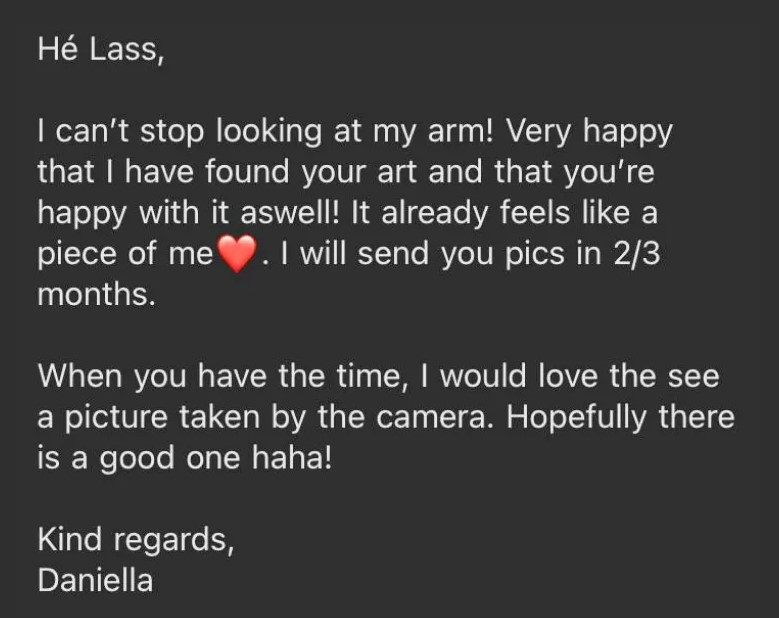 Hé Lass,
I can't stop looking at my arm! Very happy
that I have found your art and that you're
happy with it aswell! It already feels like a
piece of me❤️. I will send you pics in 2/3
months.
When you have the time, I would love the see
a picture taken by the camera. Hopefully there
is a good one haha!
Kind regards,
Daniella